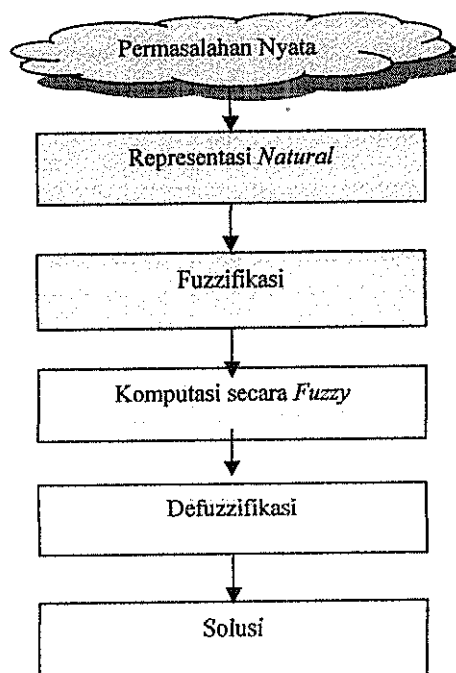 Permasalahan Nyata
Representasi Natural
Fuzzifikasi
Komputasi secara Fuzzy
Defuzzifikasi
Solusi